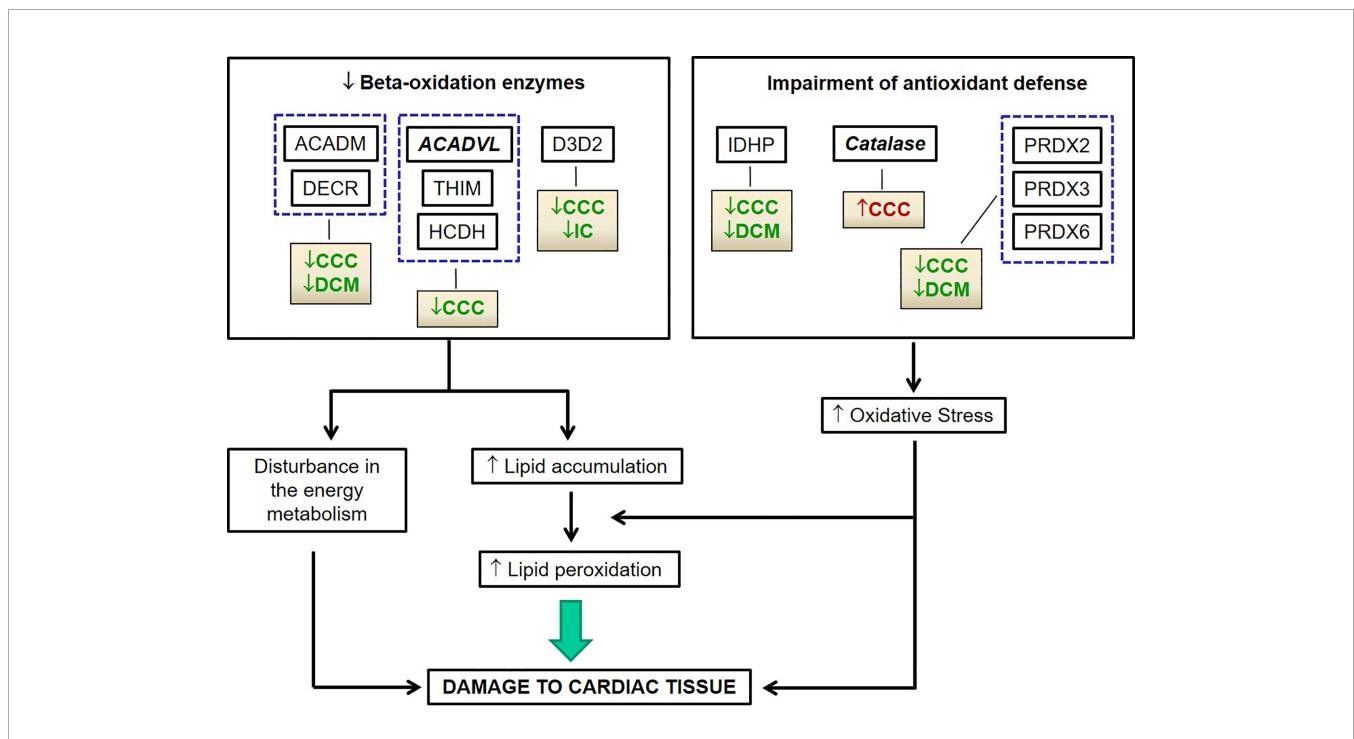 ↓ Beta-oxidation enzymes
ACADM
DECR
↓CCC
↓DCM
ACADVL
THIM
HCDH
↓CCC
D3D2
↓CCC
↓IC
Impairment of antioxidant defense
IDHP
↓CCC
↓DCM
Catalase
↑CCC
PRDX2
PRDX3
PRDX6
↓CCC
↓DCM
↑ Oxidative Stress
Disturbance in
the energy
metabolism
↑ Lipid accumulation
↑ Lipid peroxidation
DAMAGE TO CARDIAC TISSUE